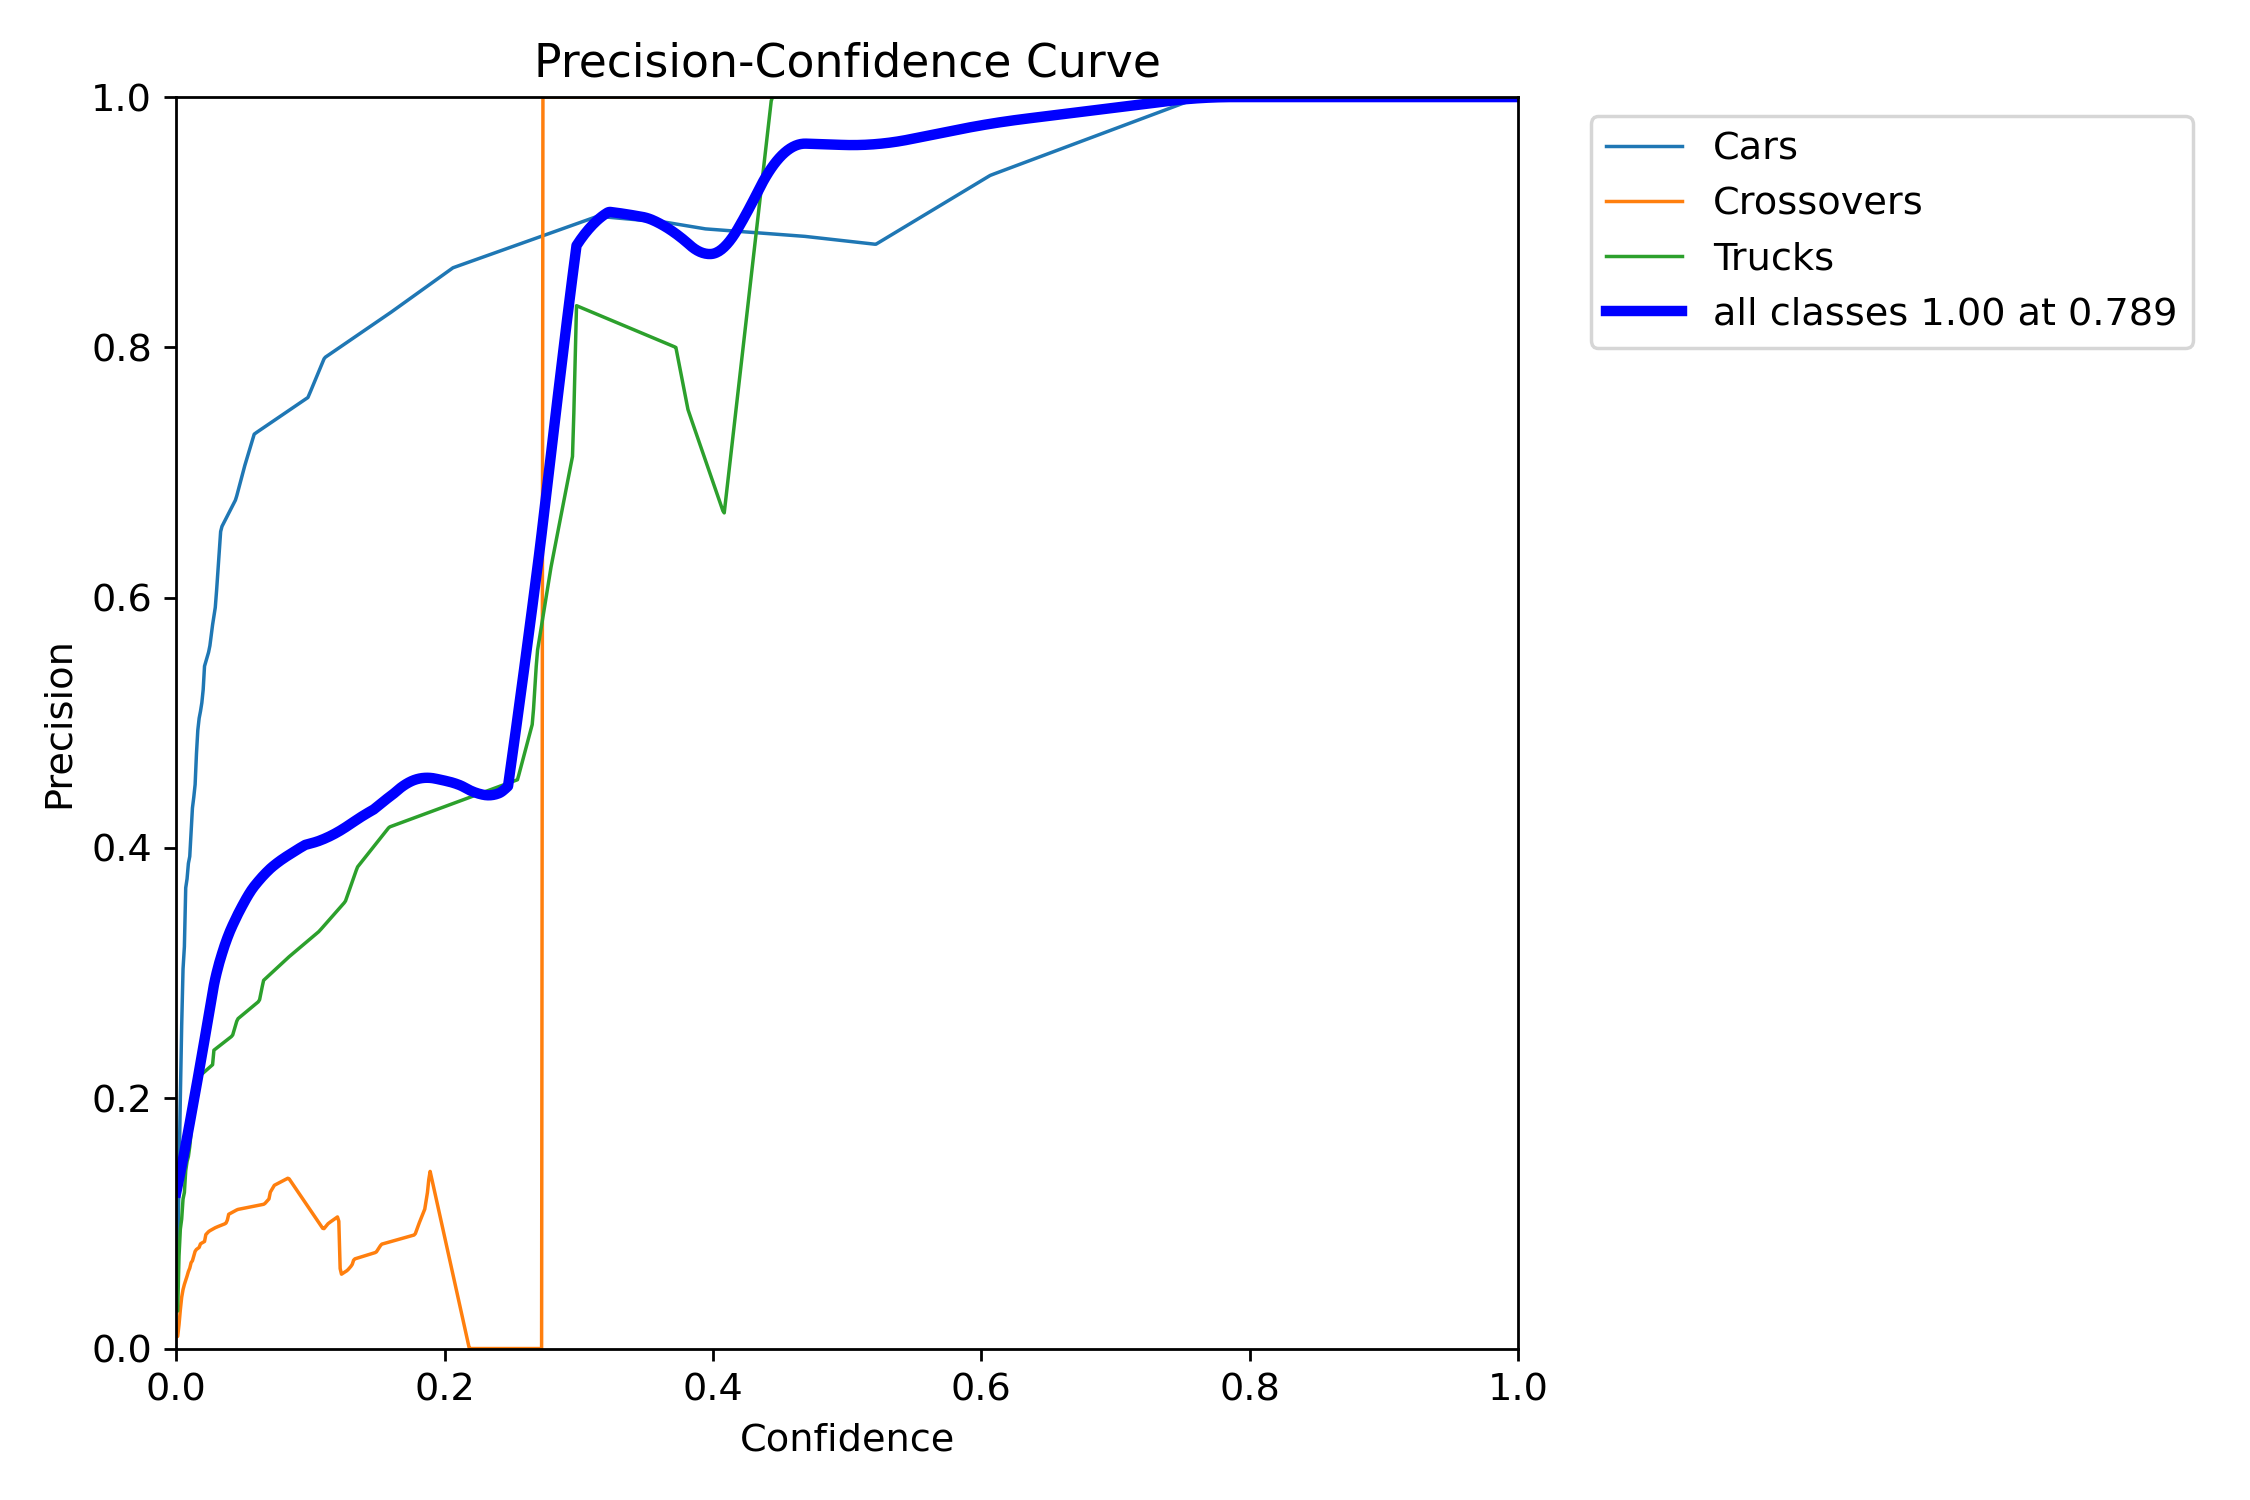 Precision-Confidence Curve
1.0
0.8
0.6
0.4
0.2
0.0
Precision
0.0 0.2 0.4 0.6 0.8 1.0
Confidence
Cars
Crossovers
Trucks
all classes 1.00 at 0.789